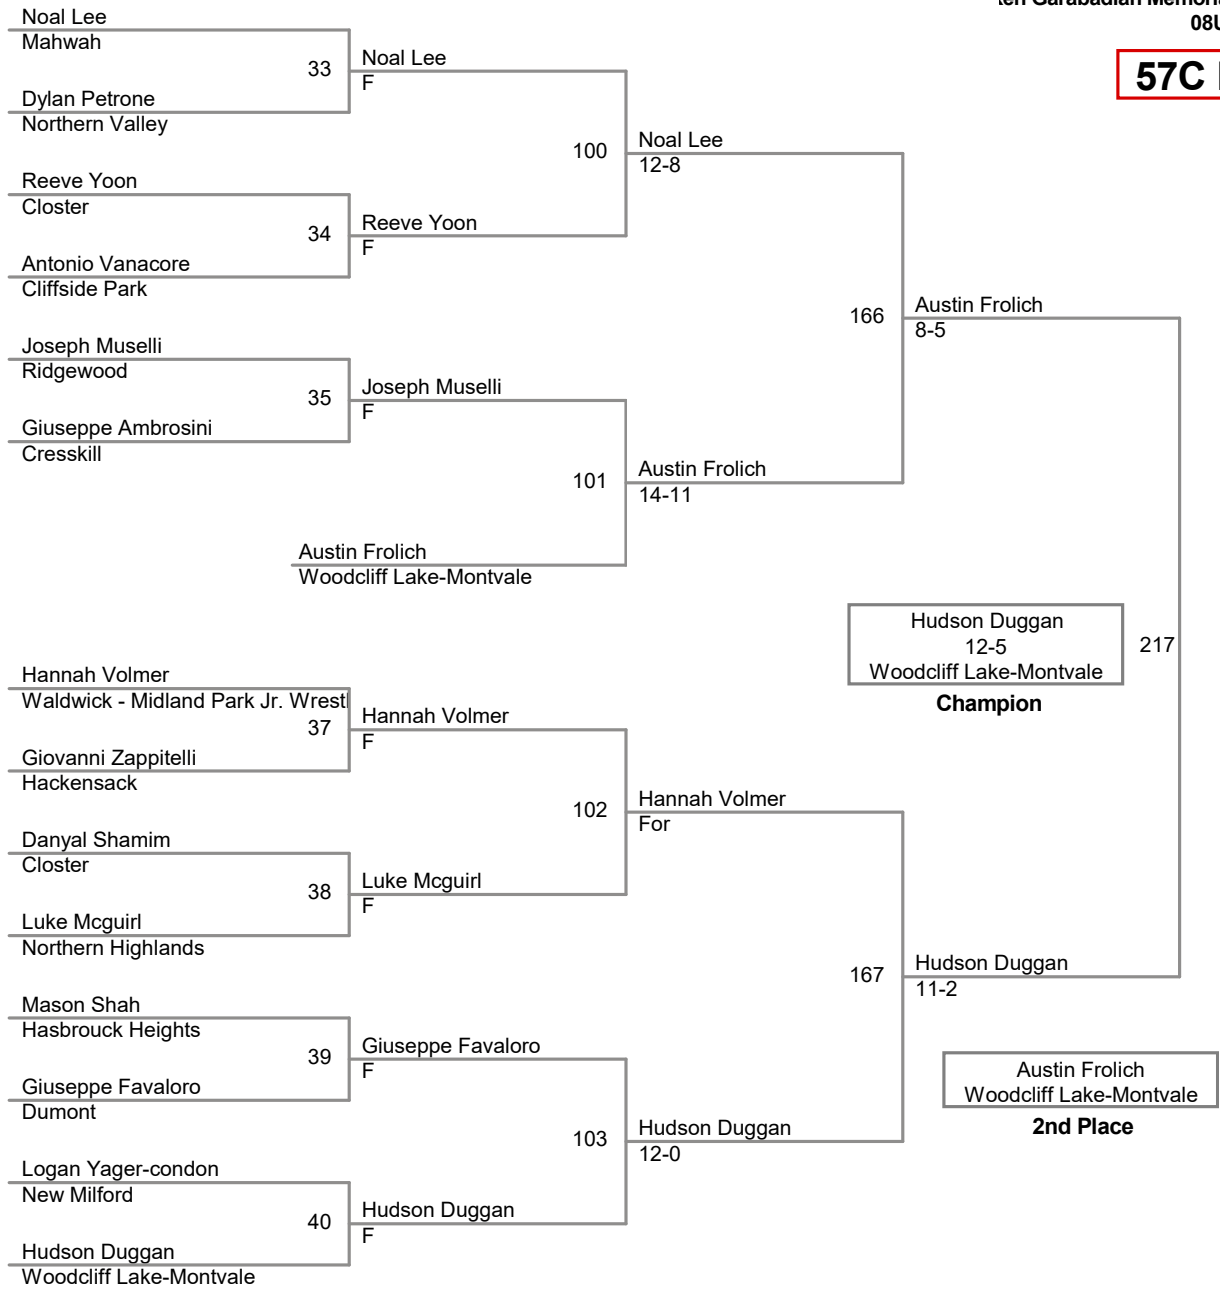 Garabadian
08U
57C
Noal Lee
Mahwah
33
Dylan Petrone
Northern Valley
Noal Lee
F
100
Reeve Yoon
Closter
34
Antonio Vanacore
Cliffside Park
Reeve Yoon
F
Noal Lee
12-8
Joseph Muselli
Ridgewood
35
Giuseppe Ambrosini
Cresskill
Joseph Muselli
F
101
Austin Frolich
Woodcliff Lake-Montvale
Austin Frolich
14-11
166
Austin Frolich
8-5
Hannah Volmer
Waldwick - Midland Park Jr.
37
Giovanni Zappitelli
Hackensack
Hannah Volmer
F
102
Danyal Shamim
Closter
38
Luke Mcguirl
Northern Highlands
Luke Mcguirl
F
Hannah Volmer
For
Mason Shah
Hasbrouck Heights
39
Giuseppe Favaloro
Dumont
Giuseppe Favaloro
F
103
Logan Yager-condon
New Milford
40
Hudson Duggan
Woodcliff Lake-Montvale
Hudson Duggan
F
Hudson Duggan
12-0
167
Hudson Duggan
11-2
217
Hudson Duggan
12-5
Woodcliff Lake-Montvale
Champion
Austin Frolich
Woodcliff Lake-Montvale
2nd Place